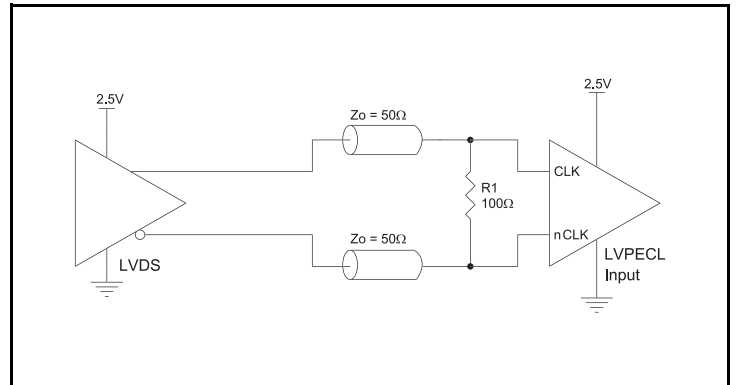 2.5V
2.5V
Zo = 50Ω
CLK
R1
100Ω
nCLK
Zo = 50Ω
LVDS
LVPECL
Input